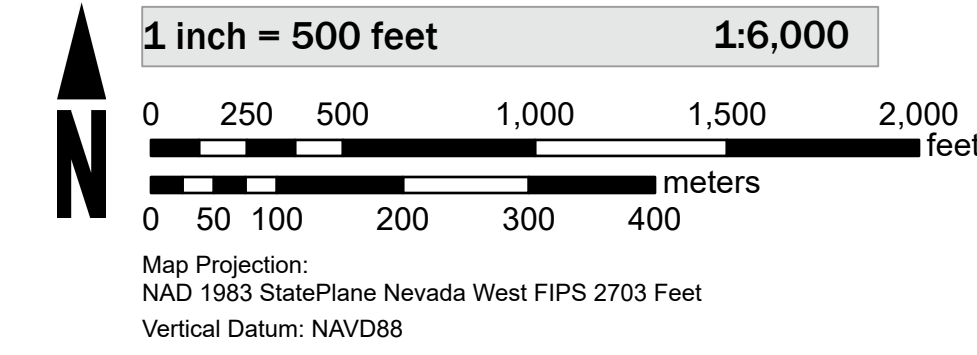 1 inch = 500 feet 1:6,000
0 250 500 1,000 1,500 2,000
feet
N
meters
0 50 100 200 300 400
Map Projection:
NAD 1983 StatePlane Nevada West FIPS 2703 Feet
Vertical Datum: NAVD88